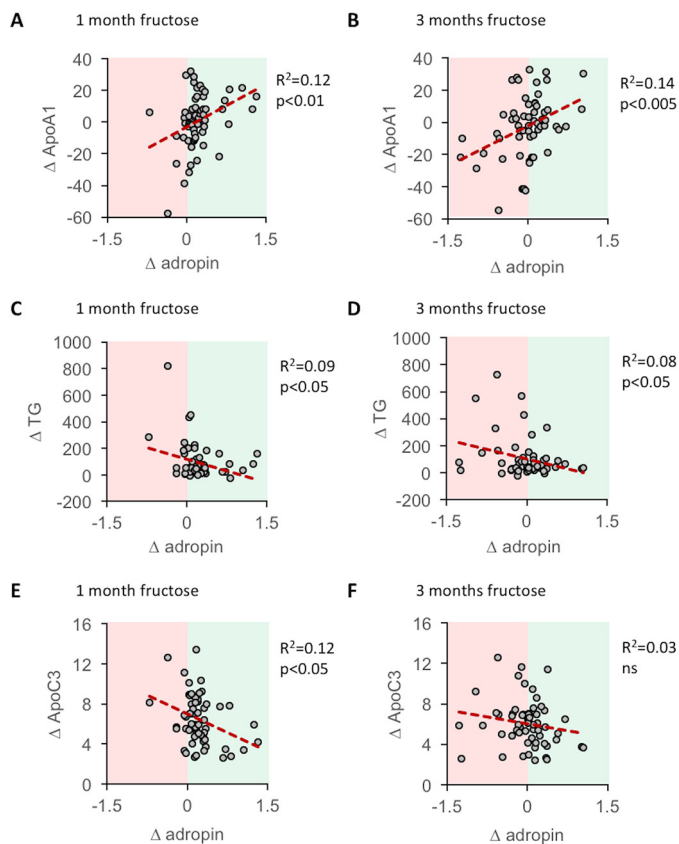 A 1 month fructose
40
20
0
-20
-40
-60
Δ ApoA1
-1.5 0 1.5
Δ adropin
R²=0.12
p<0.01
B 3 months fructose
40
20
0
-20
-40
-60
Δ ApoA1
-1.5 0 1.5
Δ adropin
R²=0.14
p<0.005
C 1 month fructose
1000
800
600
400
200
0
-200
Δ TG
-1.5 0 1.5
Δ adropin
R²=0.09
p<0.05
D 3 months fructose
1000
800
600
400
200
0
-200
Δ TG
-1.5 0 1.5
Δ adropin
R²=0.08
p<0.05
E 1 month fructose
16
12
8
4
0
Δ ApoC3
-1.5 0 1.5
Δ adropin
R²=0.12
p<0.05
F 3 months fructose
16
12
8
4
0
Δ ApoC3
-1.5 0 1.5
Δ adropin
R²=0.03
ns